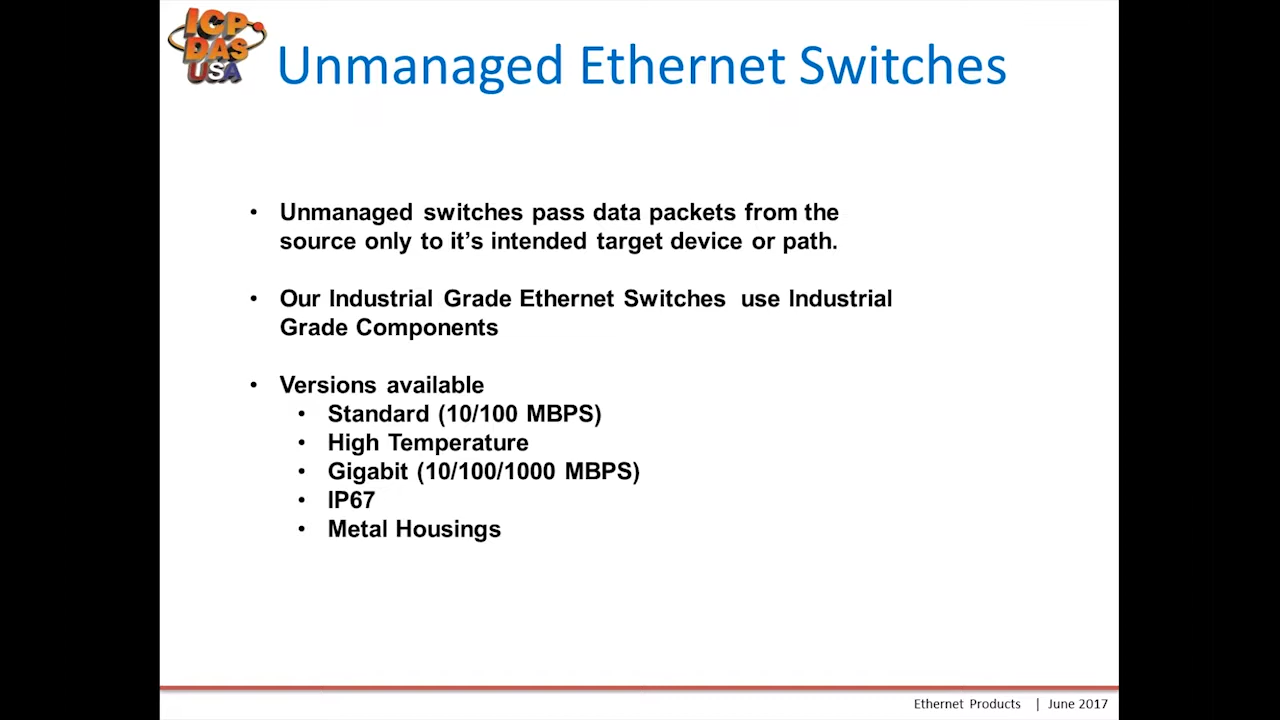 ICP
DAS
USA
Unmanaged Ethernet Switches
• Unmanaged switches pass data packets from the
source only to it’s intended target device or path.
• Our Industrial Grade Ethernet Switches use Industrial
Grade Components
• Versions available
• Standard (10/100 MBPS)
• High Temperature
• Gigabit (10/100/1000 MBPS)
• IP67
• Metal Housings
Ethernet Products | June 2017